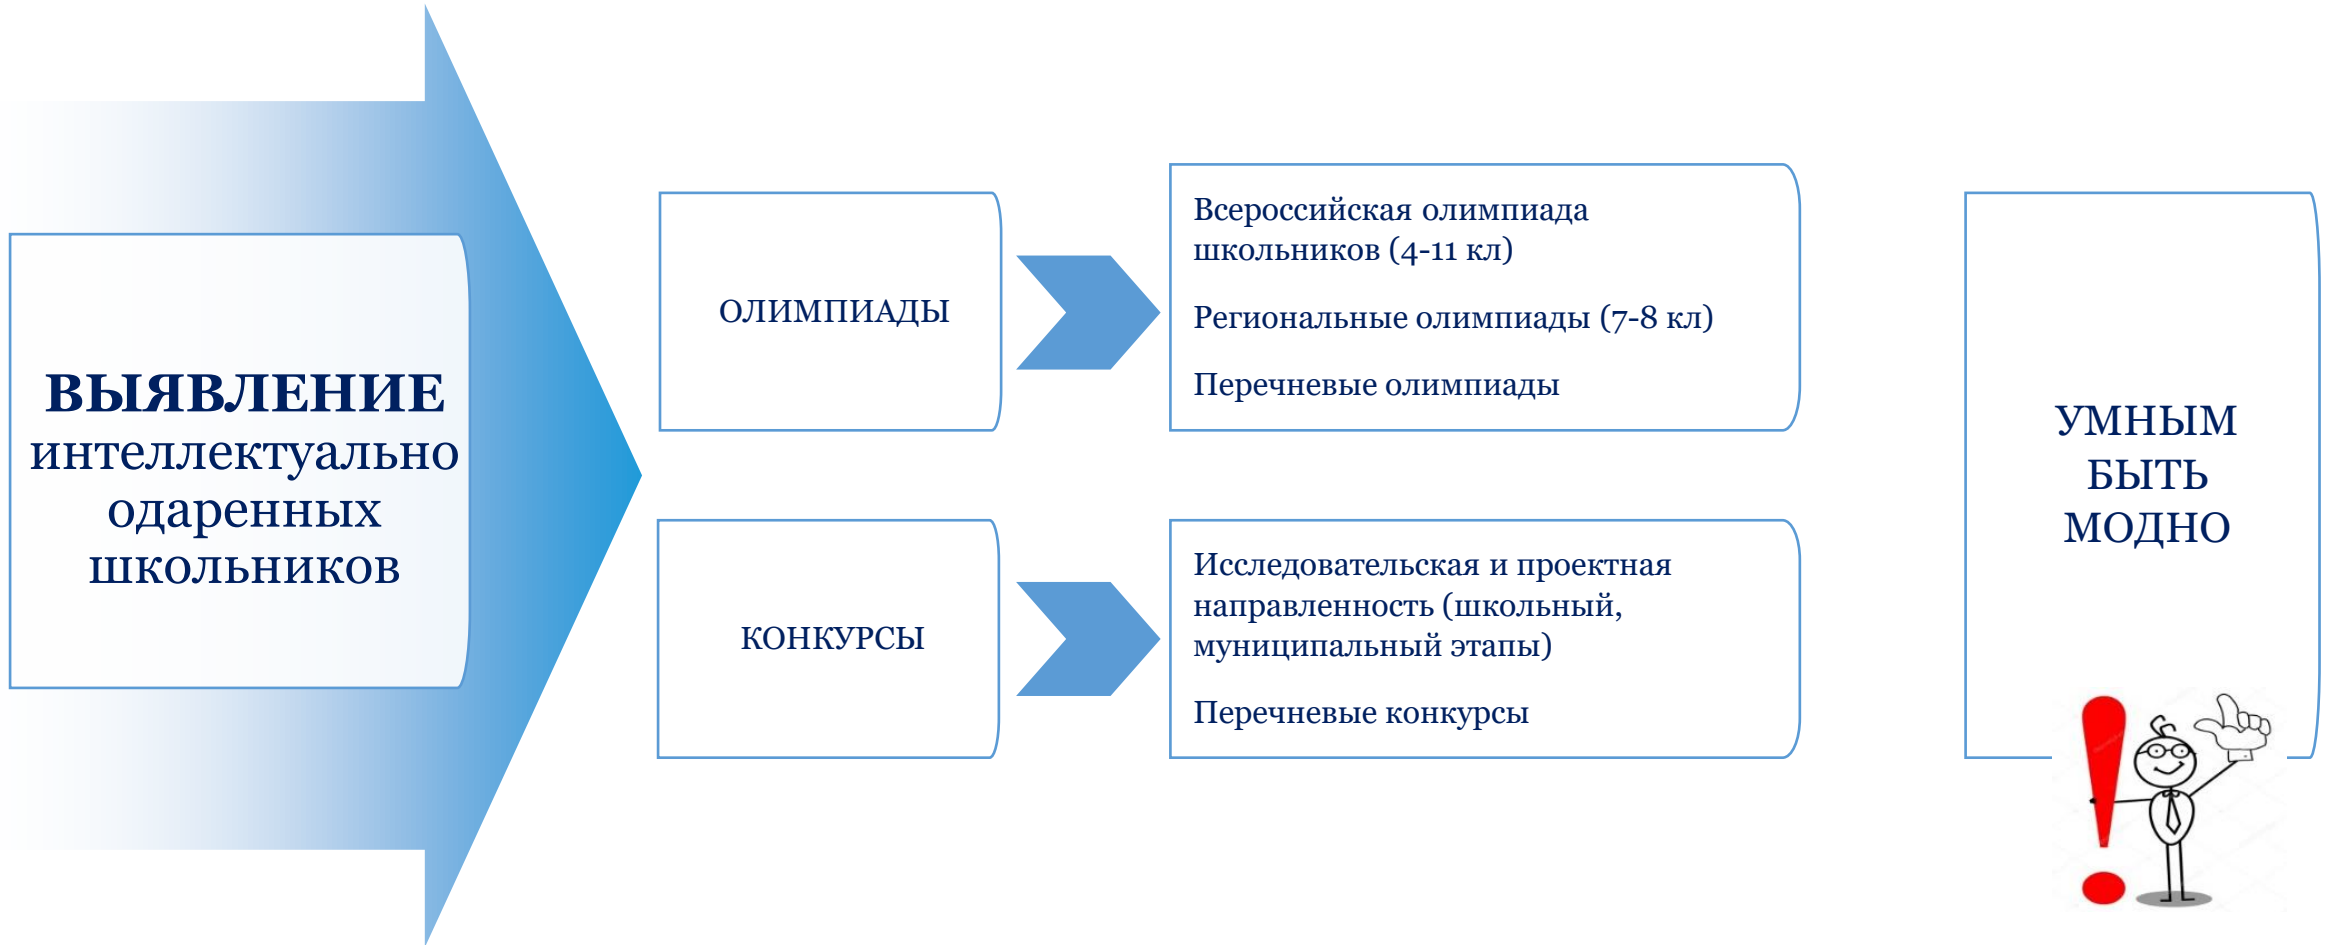 ВЫЯВЛЕНИЕ
интеллектуально
одаренных
школьников
ОЛИМПИАДЫ
Всероссийская олимпиада
школьников (4-11 кл)
Региональные олимпиады (7-8 кл)
Перечневые олимпиады
КОНКУРСЫ
Исследовательская и проектная
направленность (школьный,
муниципальный этапы)
Перечневые конкурсы
УМНЫМ
БЫТЬ
МОДНО